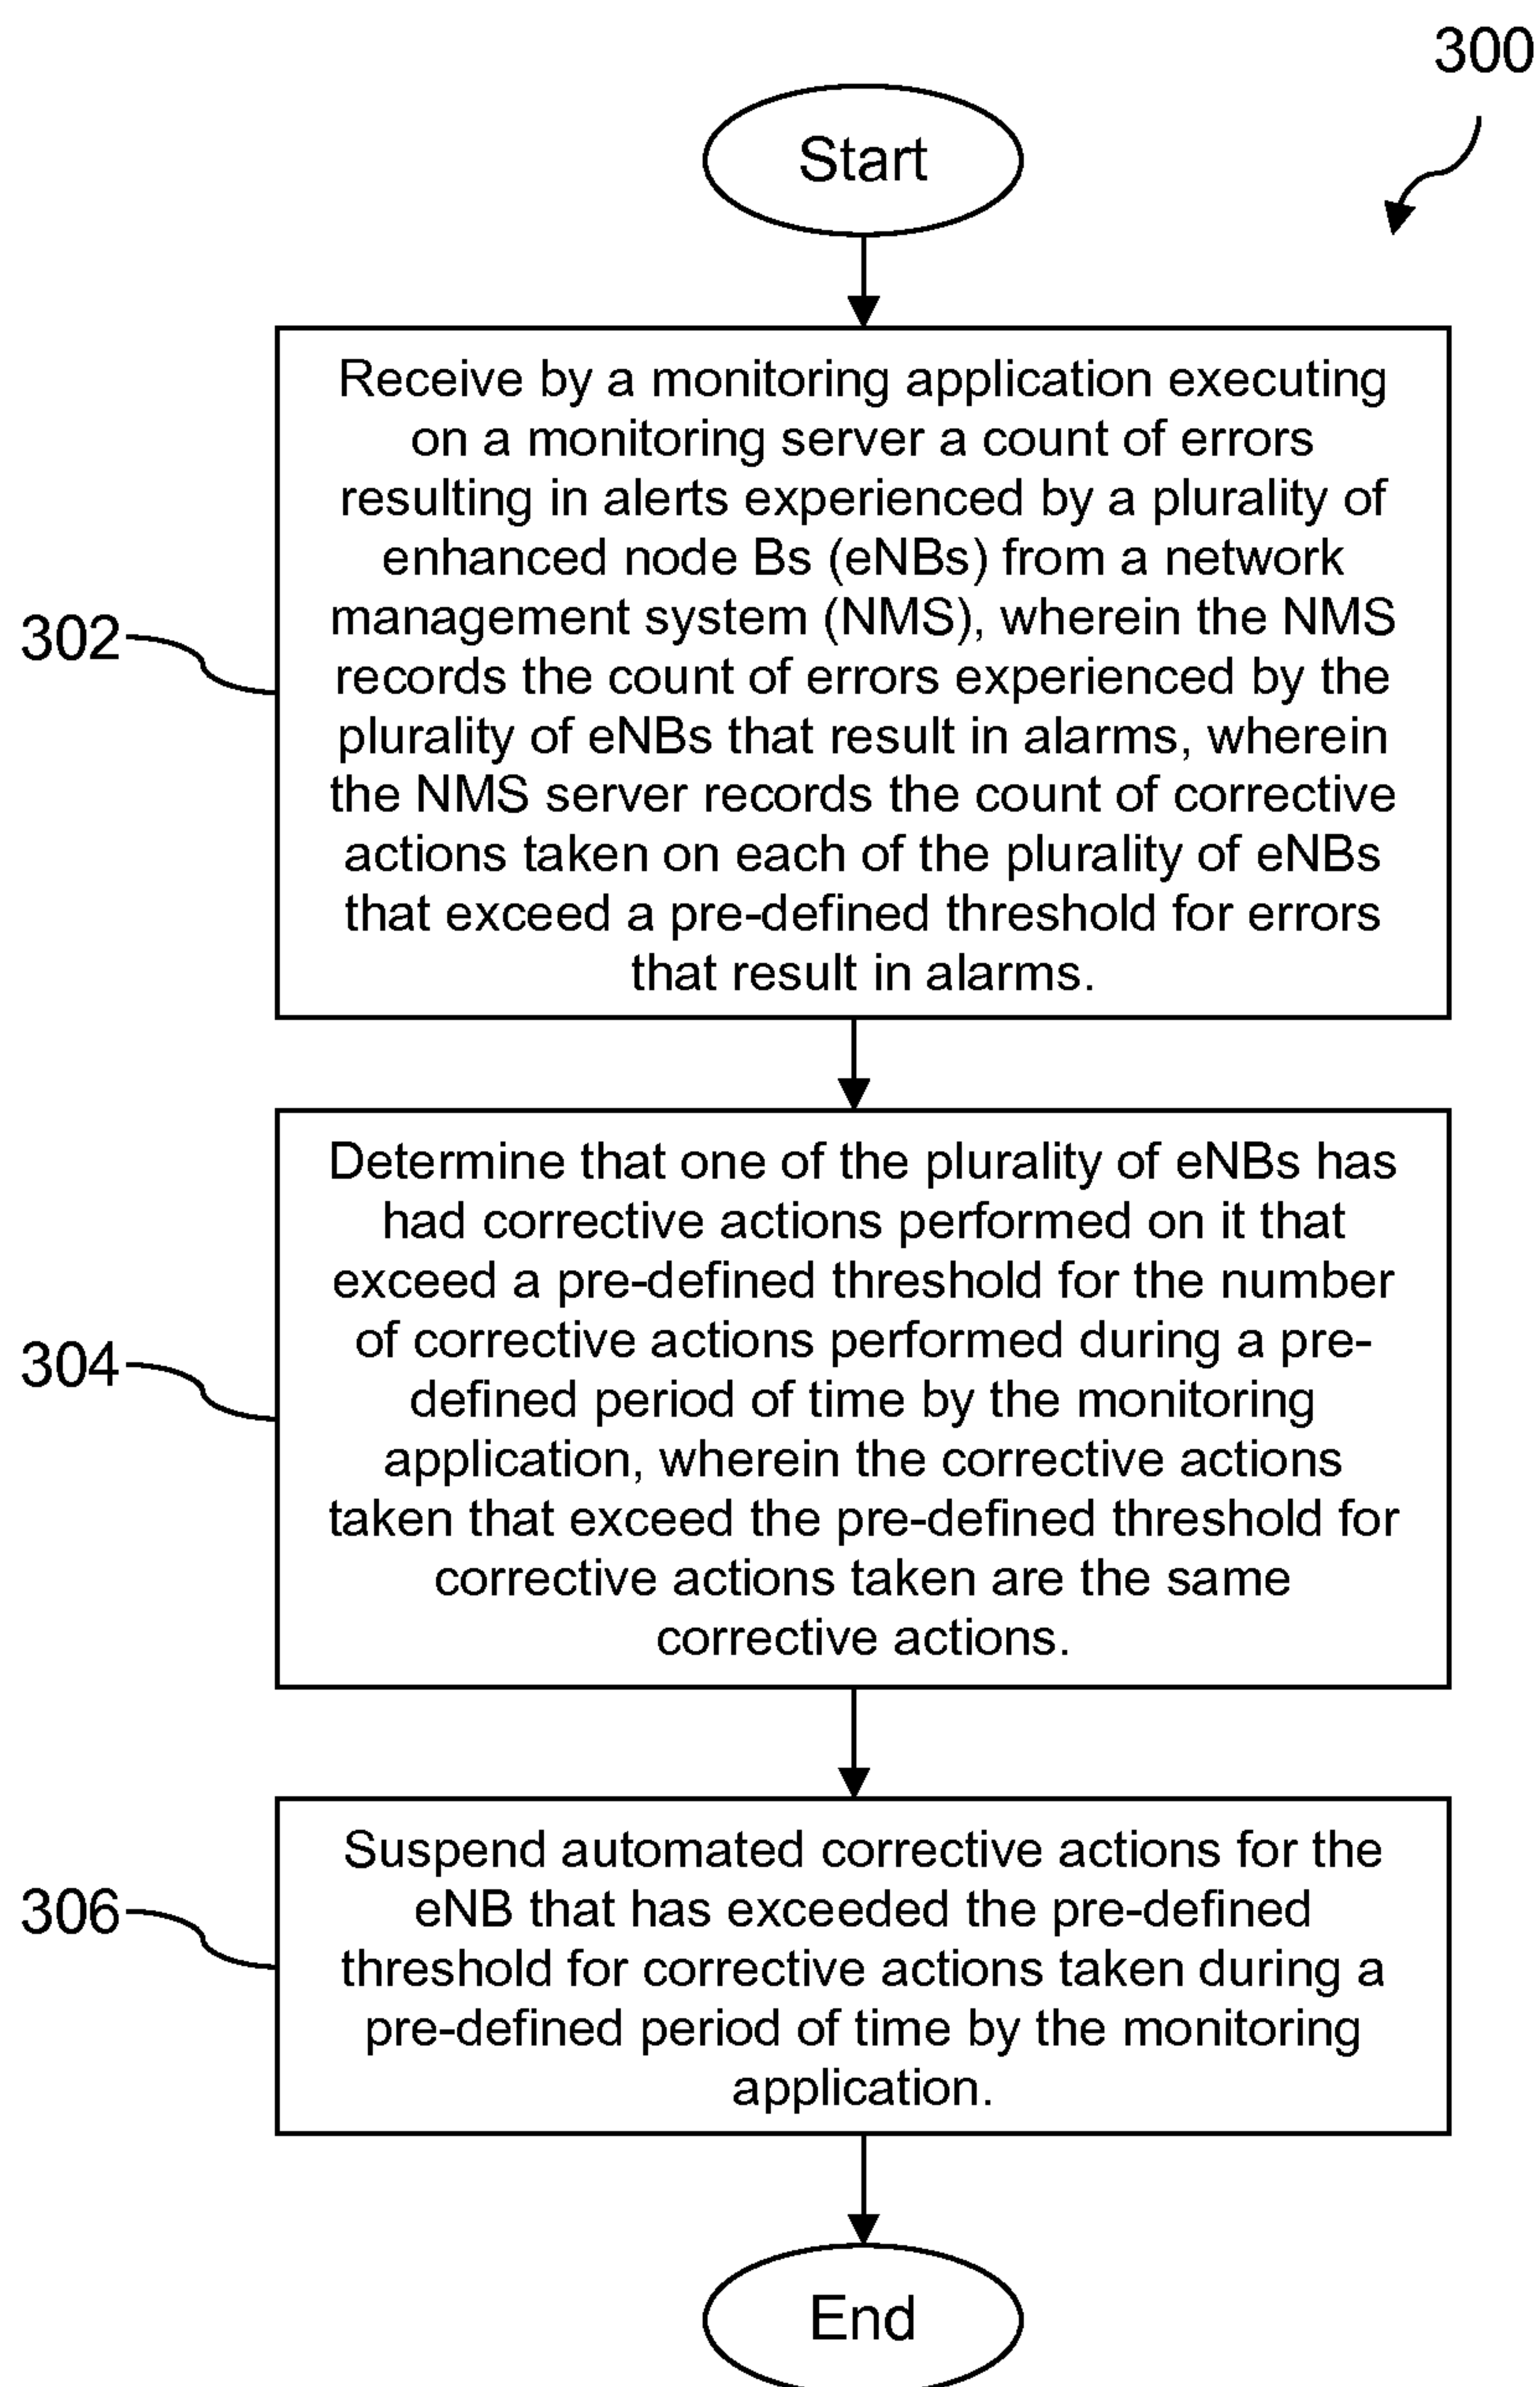 300
Start
Receive by a monitoring application executing
on a monitoring server a count of errors
resulting in alerts experienced by a plurality of
enhanced node Bs (eNBs) from a network
management system (NMS), wherein the NMS
records the count of errors experienced by the
plurality of eNBs that result in alarms, wherein
the NMS server records the count of corrective
actions taken on each of the plurality of eNBs
that exceed a pre-defined threshold for errors
that result in alarms.
302
Determine that one of the plurality of eNBs has
had corrective actions performed on it that
exceed a pre-defined threshold for the number
of corrective actions performed during a pre-
defined period of time by the monitoring
application, wherein the corrective actions
taken that exceed the pre-defined threshold for
corrective actions taken are the same
corrective actions.
304
Suspend automated corrective actions for the
eNB that has exceeded the pre-defined
threshold for corrective actions taken during a
pre-defined period of time by the monitoring
application.
306
End